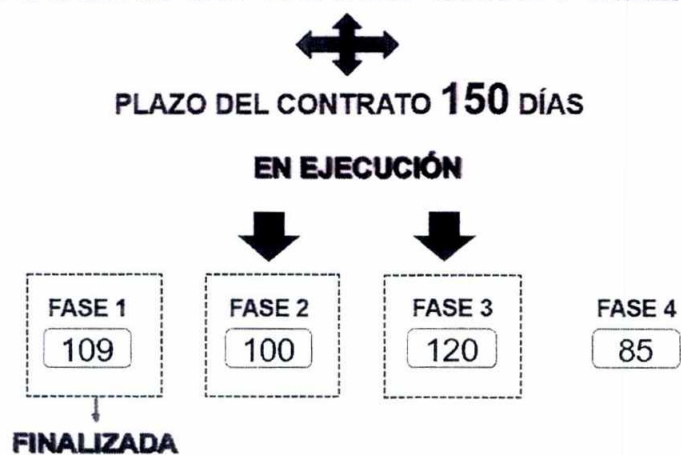 PLAZO DEL CONTRATO 150 DÍAS
EN EJECUCIÓN
FASE 1
109
FASE 2
100
FASE 3
120
FASE 4
85
FINALIZADA